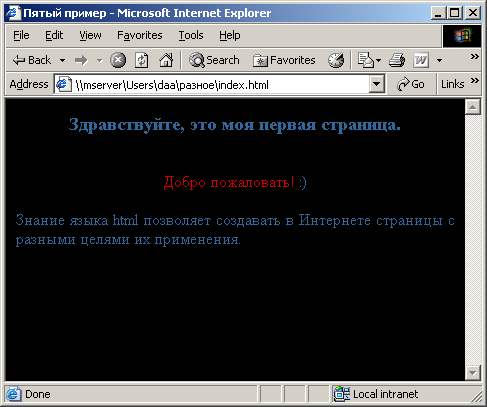 Пятый пример - Microsoft Internet Explorer
File Edit View Favorites Tools Help
Back Search Favorites W
Address \\mserver\Users\daa\разное\index.html Go Links
Здравствуйте, это моя первая страница.
Добро пожаловать! :)
Знание языка html позволяет создавать в Интернете страницы с
разными целями их применения.
Done Local intranet